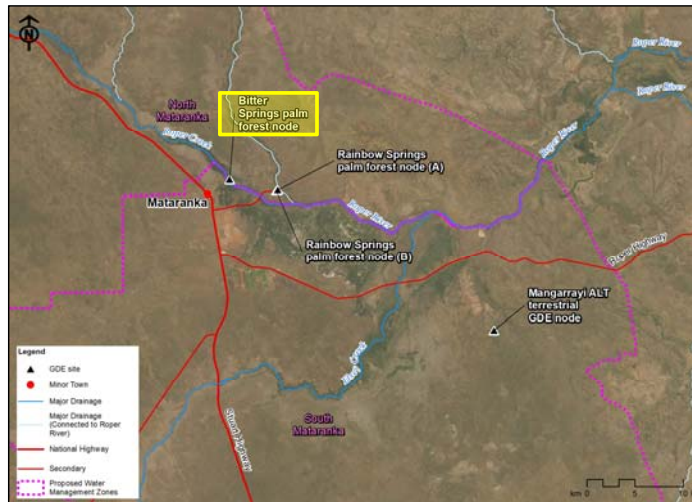 N
North
Mataranka
Bitter
Springs palm
forest node
Roper Creek
Rainbow Springs
palm forest node (A)
Mataranka
Roper River
Rainbow Springs
palm forest node (B)
Roper River
Roper River
Roper River
Highway
Mangarrayi ALT
terrestrial
GDE node
Creek
South
Mataranka
Stuart Highway
Legend
GDE site
Minor Town
Major Drainage
Major Drainage
(Connected to Roper
River)
National Highway
Secondary
Proposed Water
Management Zones
km 0 5 10